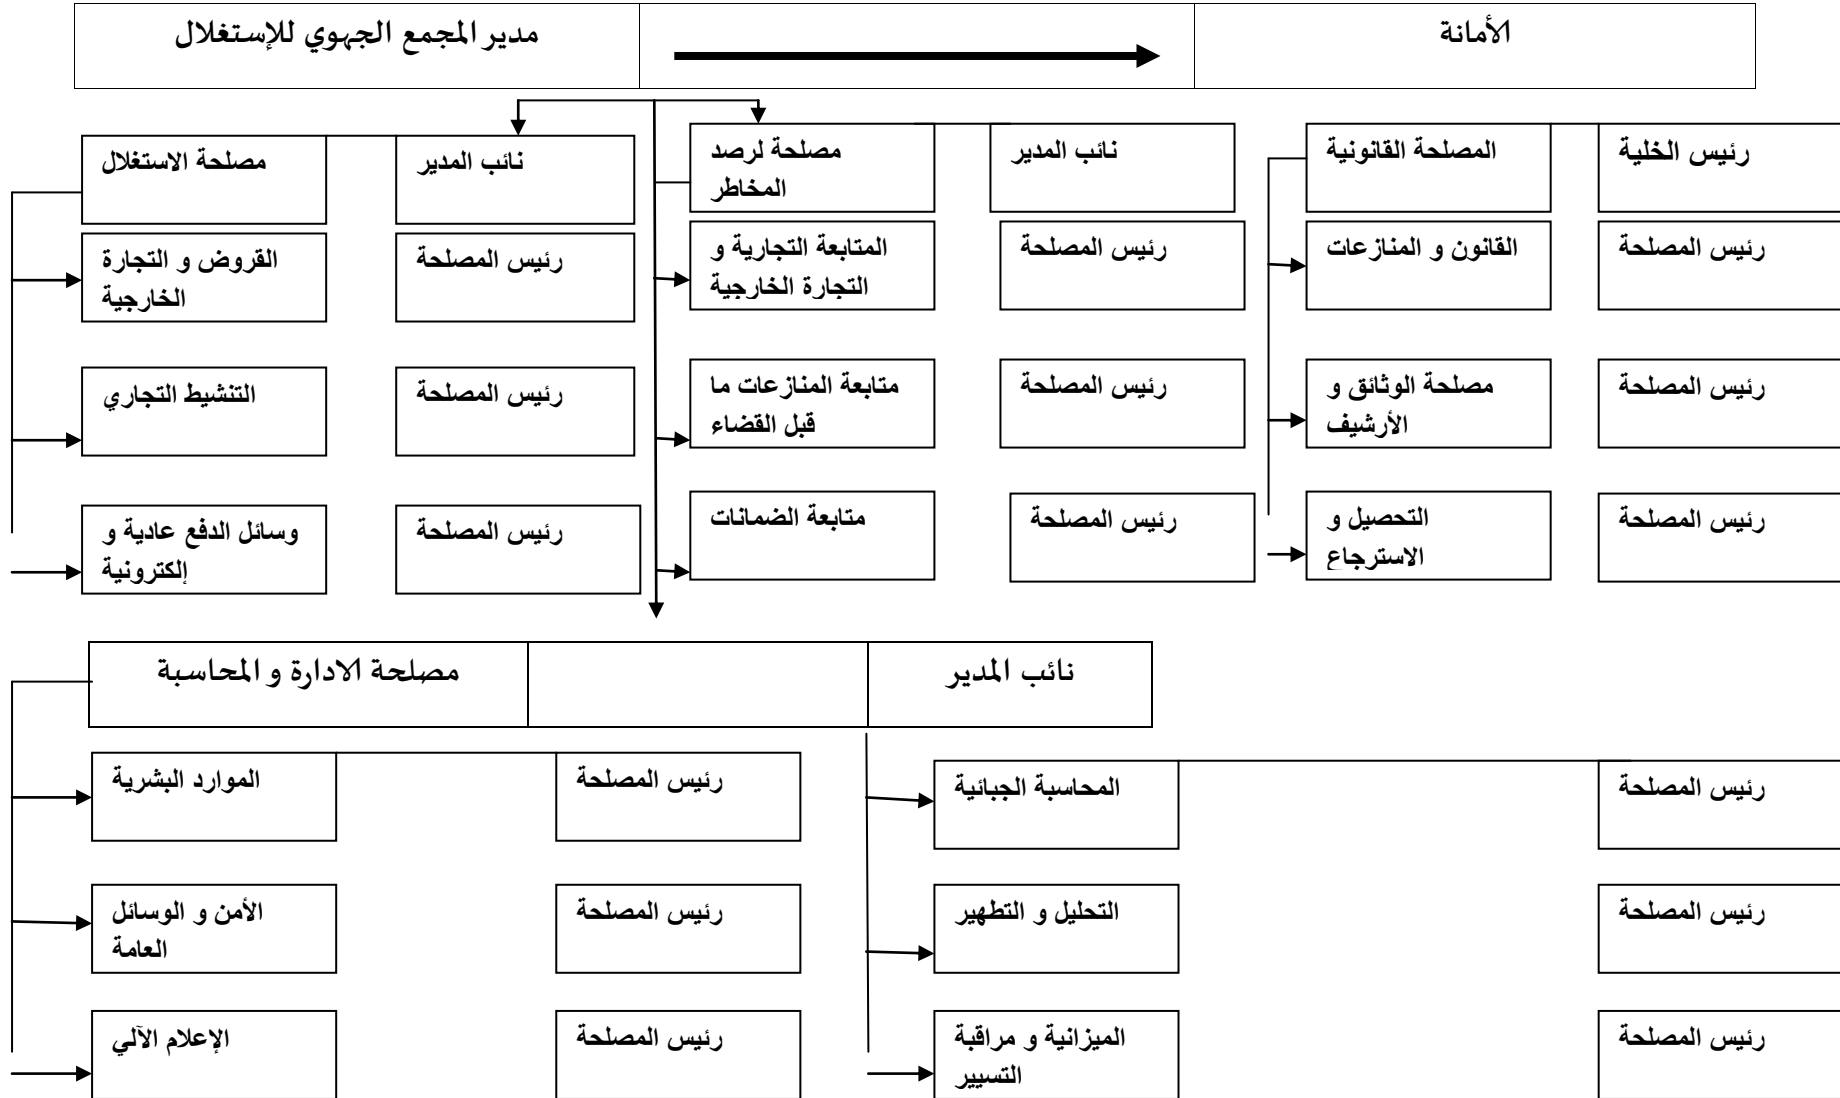 مدير المجمع الجهوي للإستغلال
الأمانة
مصلحة الاستغلال
نائب المدير
مصلحة لرصد
المخاطر
نائب المدير
المصلحة القانونية
رئيس الخلية
القروض و التجارة
الخارجية
رئيس المصلحة
المتابعة التجارية و
التجارة الخارجية
رئيس المصلحة
القانون و المنازعات
رئيس المصلحة
التنشيط التجاري
رئيس المصلحة
متابعة المنازعات ما
قبل القضاء
رئيس المصلحة
مصلحة الوثائق و
الأرشيف
رئيس المصلحة
وسائل الدفع عادية و
إلكترونية
رئيس المصلحة
متابعة الضمانات
رئيس المصلحة
التحصيل و
الاسترجاع
رئيس المصلحة
مصلحة الادارة و المحاسبة
نائب المدير
الموارد البشرية
رئيس المصلحة
المحاسبة الجبائية
رئيس المصلحة
الأمن و الوسائل
العامة
رئيس المصلحة
التحليل و التطهير
رئيس المصلحة
الإعلام الآلي
رئيس المصلحة
الميزانية و مراقبة
التسيير
رئيس المصلحة